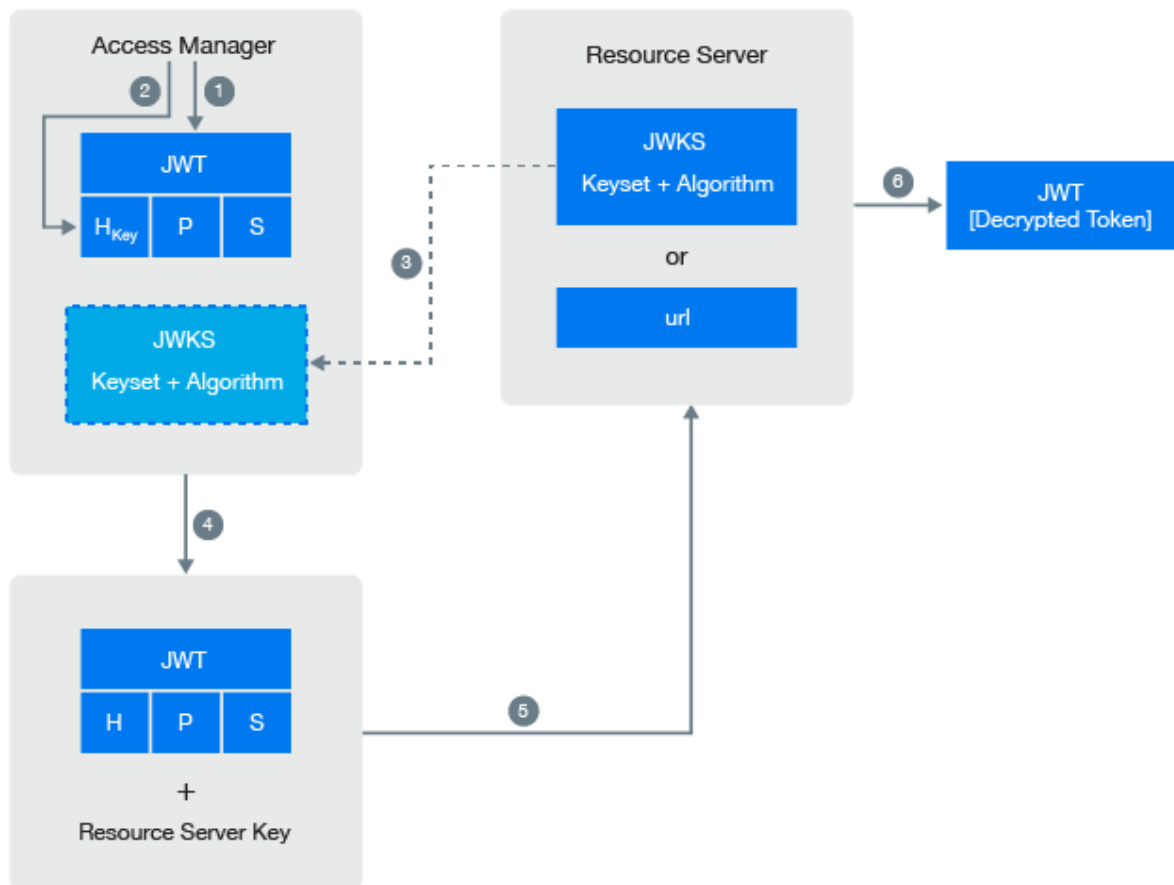 Access Manager
2
1
JWT
HKey
P
S
JWKS
Keyset + Algorithm
3
Resource Server
JWKS
Keyset + Algorithm
or
url
6
JWT
[Decrypted Token]
4
JWT
H
P
S
+
Resource Server Key
5